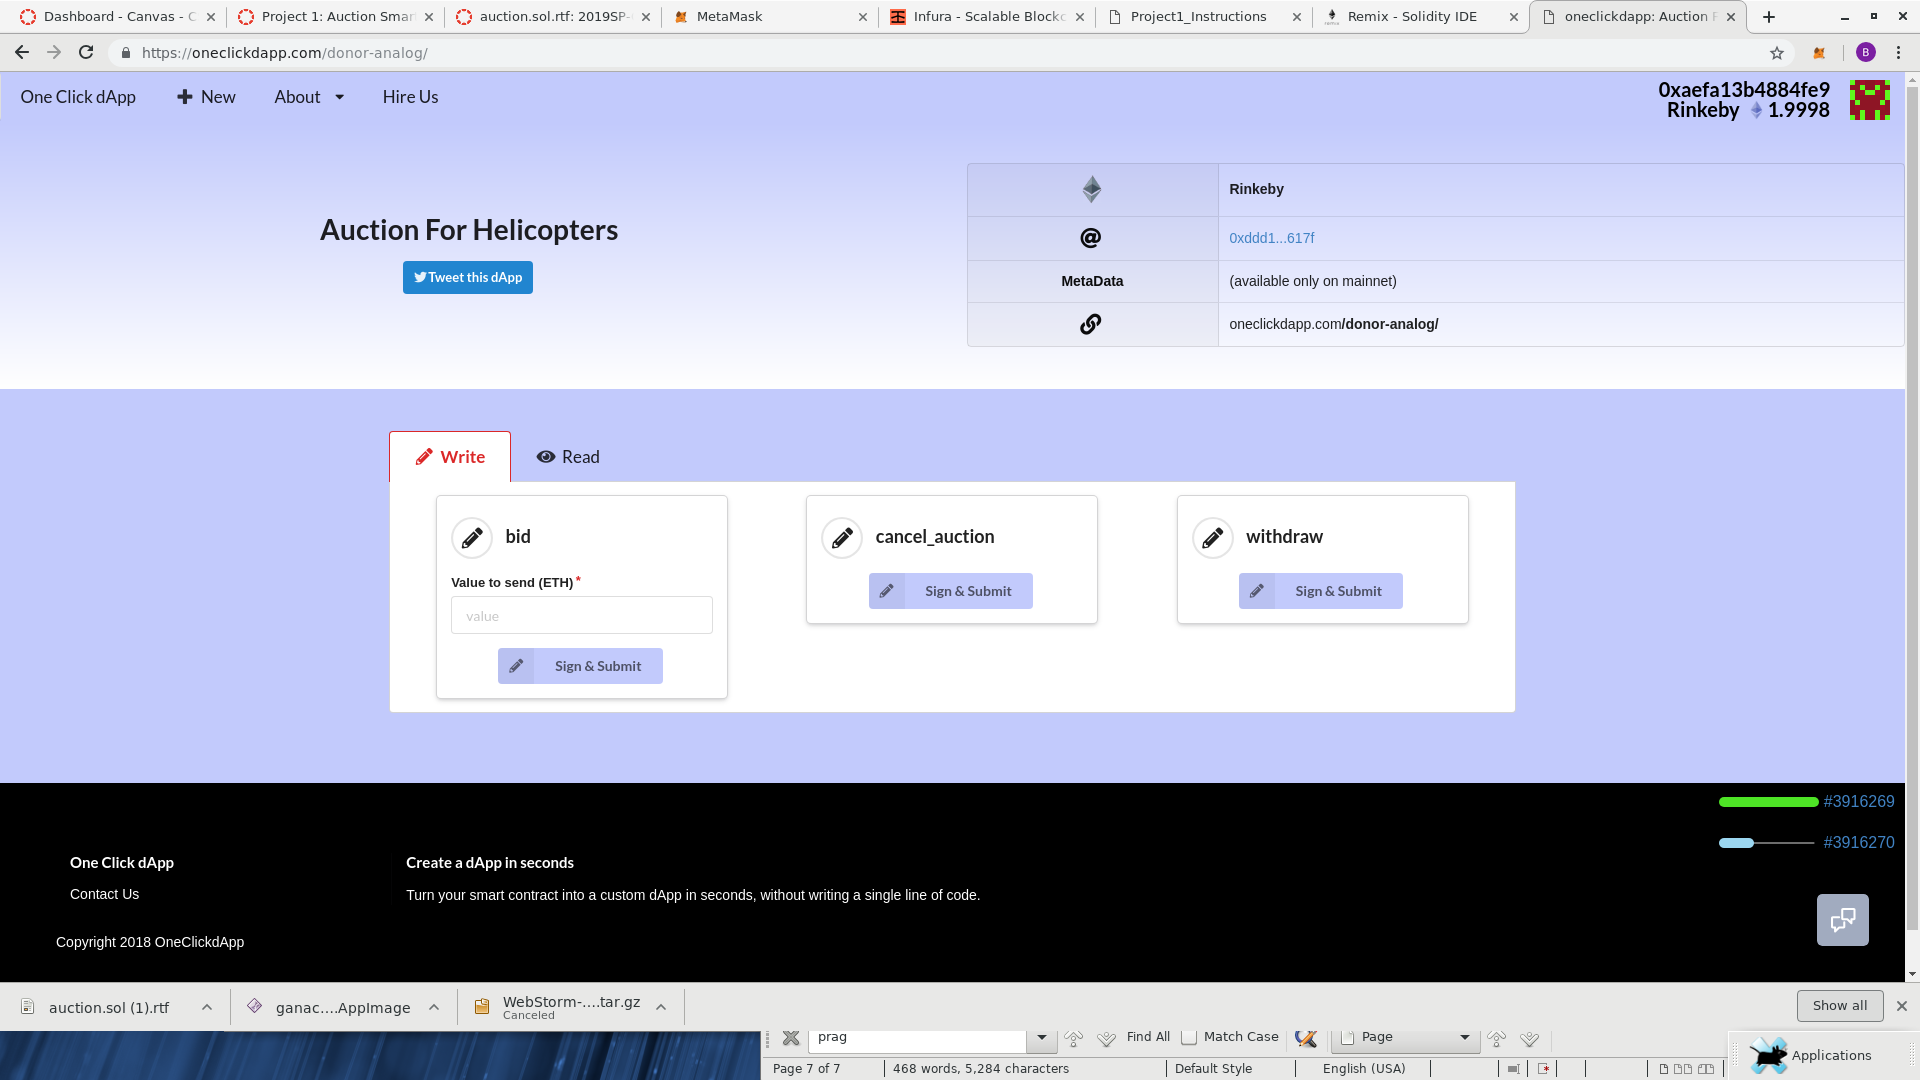 Dashboard - Canvas - C
Project 1: Auction Smar
auction.sol.rtf: 2019SP-
MetaMask
Infura - Scalable Blockc
Project1_Instructions
Remix - Solidity IDE
oneclickdapp: Auction F
https://oneclickdapp.com/donor-analog/
B
One Click dApp
New
About
Hire Us
0xaefa13b4884fe9
Rinkeby 1.9998
Auction For Helicopters
Tweet this dApp
Rinkeby
@
0xddd1...617f
MetaData
(available only on mainnet)
oneclickdapp.com/donor-analog/
Write
Read
bid
Value to send (ETH)*
value
Sign & Submit
cancel_auction
Sign & Submit
withdraw
Sign & Submit
#3916269
#3916270
One Click dApp
Contact Us
Create a dApp in seconds
Turn your smart contract into a custom dApp in seconds, without writing a single line of code.
Copyright 2018 OneClickdApp
auction.sol (1).rtf
ganac....AppImage
WebStorm-....tar.gz
Canceled
Show all
prag
Find All
Match Case
Page
Page 7 of 7
468 words, 5,284 characters
Default Style
English (USA)
Applications